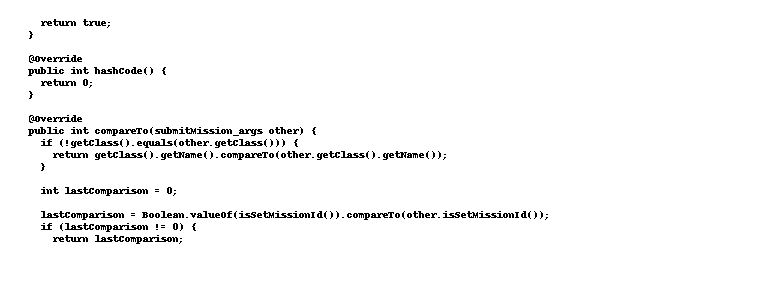 return true;
}
@Override
public int hashCode() {
return 0;
}
@Override
public int compareTo(submitMission_args other) {
if (!getClass().equals(other.getClass())) {
return getClass().getName().compareTo(other.getClass().getName());
}
int lastComparison = 0;
lastComparison = Boolean.valueOf(isSetMissionId()).compareTo(other.isSetMissionId());
if (lastComparison != 0) {
return lastComparison;